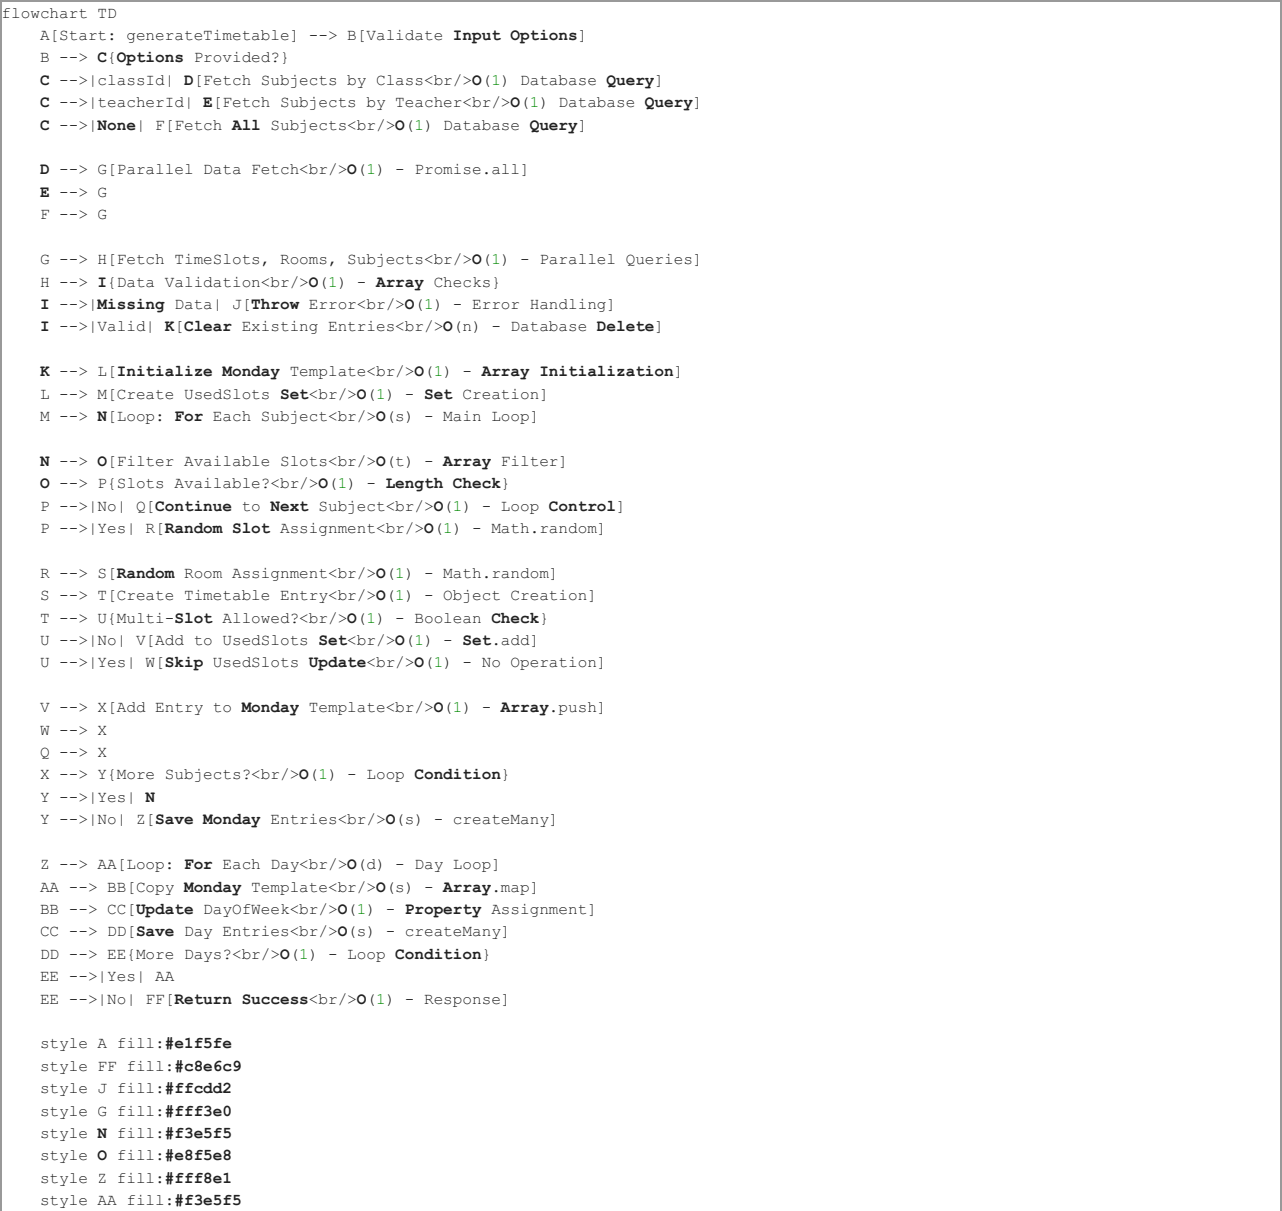 flowchart TD
A[Start: generateTimetable] --> B[Validate Input Options]
B --> C{Options Provided?}
C -->|classId| D[Fetch Subjects by Class<br/>O(1) Database Query]
C -->|teacherId| E[Fetch Subjects by Teacher<br/>O(1) Database Query]
C -->|None| F[Fetch All Subjects<br/>O(1) Database Query]
D --> G[Parallel Data Fetch<br/>O(1) - Promise.all]
E --> G
F --> G
G --> H[Fetch TimeSlots, Rooms, Subjects<br/>O(1) - Parallel Queries]
H --> I{Data Validation<br/>O(1) - Array Checks}
I -->|Missing Data| J[Throw Error<br/>O(1) - Error Handling]
I -->|Valid| K[Clear Existing Entries<br/>O(n) - Database Delete]
K --> L[Initialize Monday Template<br/>O(1) - Array Initialization]
L --> M[Create UsedSlots Set<br/>O(1) - Set Creation]
M --> N[Loop: For Each Subject<br/>O(s) - Main Loop]
N --> O[Filter Available Slots<br/>O(t) - Array Filter]
O --> P{Slots Available?<br/>O(1) - Length Check}
P -->|No| Q[Continue to Next Subject<br/>O(1) - Loop Control]
P -->|Yes| R[Random Slot Assignment<br/>O(1) - Math.random]
R --> S[Random Room Assignment<br/>O(1) - Math.random]
S --> T[Create Timetable Entry<br/>O(1) - Object Creation]
T --> U{Multi-Slot Allowed?<br/>O(1) - Boolean Check}
U -->|No| V[Add to UsedSlots Set<br/>O(1) - Set.add]
U -->|Yes| W[Skip UsedSlots Update<br/>O(1) - No Operation]
V --> X[Add Entry to Monday Template<br/>O(1) - Array.push]
W --> X
Q --> X
X --> Y{More Subjects?<br/>O(1) - Loop Condition}
Y -->|Yes| N
Y -->|No| Z[Save Monday Entries<br/>O(s) - createMany]
Z --> AA[Loop: For Each Day<br/>O(d) - Day Loop]
AA --> BB[Copy Monday Template<br/>O(s) - Array.map]
BB --> CC[Update DayOfWeek<br/>O(1) - Property Assignment]
CC --> DD[Save Day Entries<br/>O(s) - createMany]
DD --> EE{More Days?<br/>O(1) - Loop Condition}
EE -->|Yes| AA
EE -->|No| FF[Return Success<br/>O(1) - Response]
style A fill:#e1f5fe
style FF fill:#c8e6c9
style J fill:#ffcdd2
style G fill:#fff3e0
style N fill:#f3e5f5
style O fill:#e8f5e8
style Z fill:#fff8e1
style AA fill:#f3e5f5